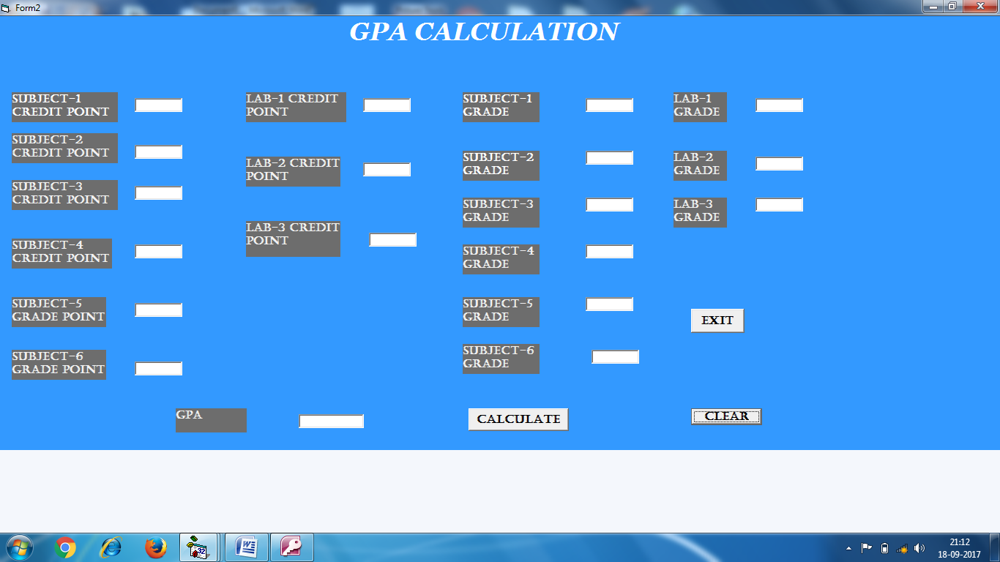 Form2
GPA CALCULATION
SUBJECT-1
CREDIT POINT
SUBJECT-2
CREDIT POINT
SUBJECT-3
CREDIT POINT
SUBJECT-4
CREDIT POINT
SUBJECT-5
GRADE POINT
SUBJECT-6
GRADE POINT
LAB-1 CREDIT
POINT
LAB-2 CREDIT
POINT
LAB-3 CREDIT
POINT
SUBJECT-1
GRADE
SUBJECT-2
GRADE
SUBJECT-3
GRADE
SUBJECT-4
GRADE
SUBJECT-5
GRADE
SUBJECT-6
GRADE
LAB-1
GRADE
LAB-2
GRADE
LAB-3
GRADE
EXIT
GPA
CALCULATE
CLEAR
32
21:12
18-09-2017